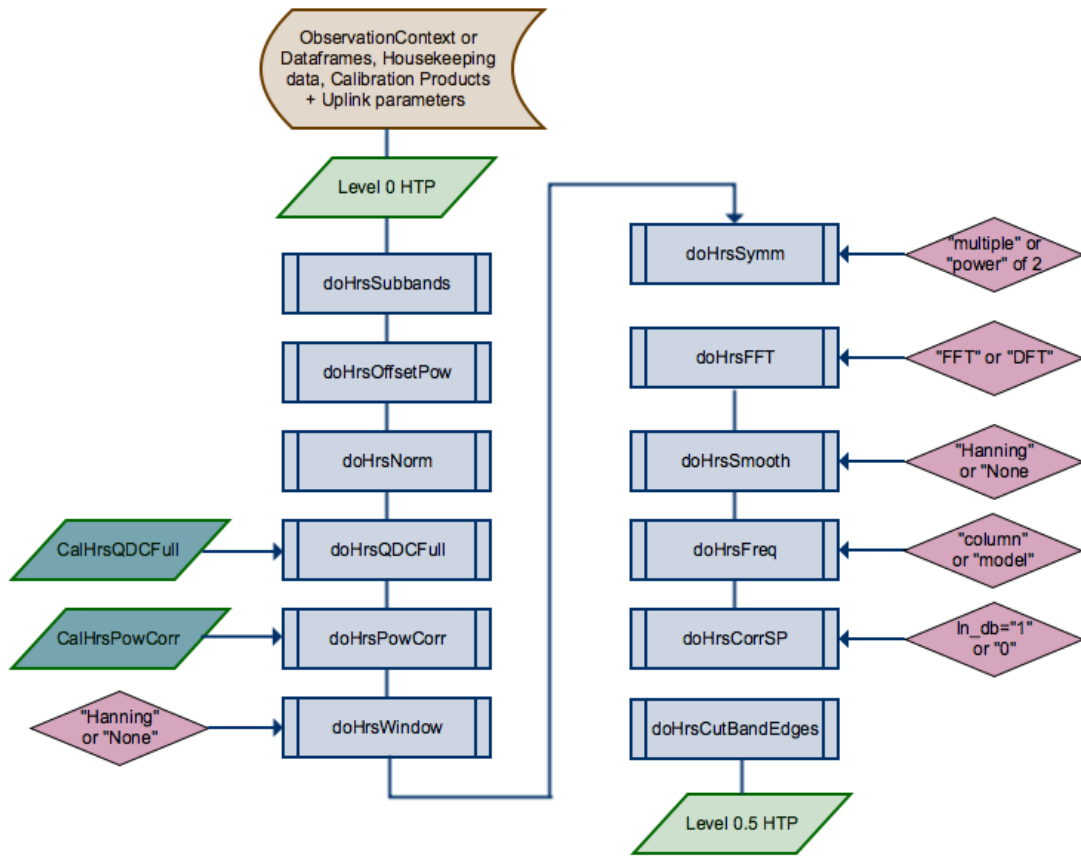 ObservationContext or
Dataframes, Housekeeping
data, Calibration Products
+ Uplink parameters
Level 0 HTP
doHrsSubbands
doHrsOffsetPow
doHrsNorm
CalHrsQDCFull
doHrsQDCFull
CalHrsPowCorr
doHrsPowCorr
"Hanning"
or "None"
doHrsWindow
doHrsSymm
"multiple" or
"power" of 2
doHrsFFT
"FFT" or "DFT"
doHrsSmooth
"Hanning"
or "None
doHrsFreq
"column"
or "model"
doHrsCorrSP
In_db="1"
or "0"
doHrsCutBandEdges
Level 0.5 HTP